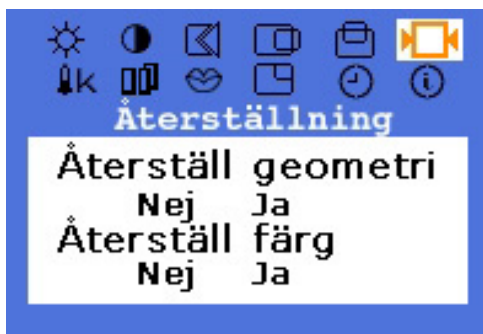 K
Återställning
Återställ geometri
Nej Ja
Återställ färg
Nej Ja